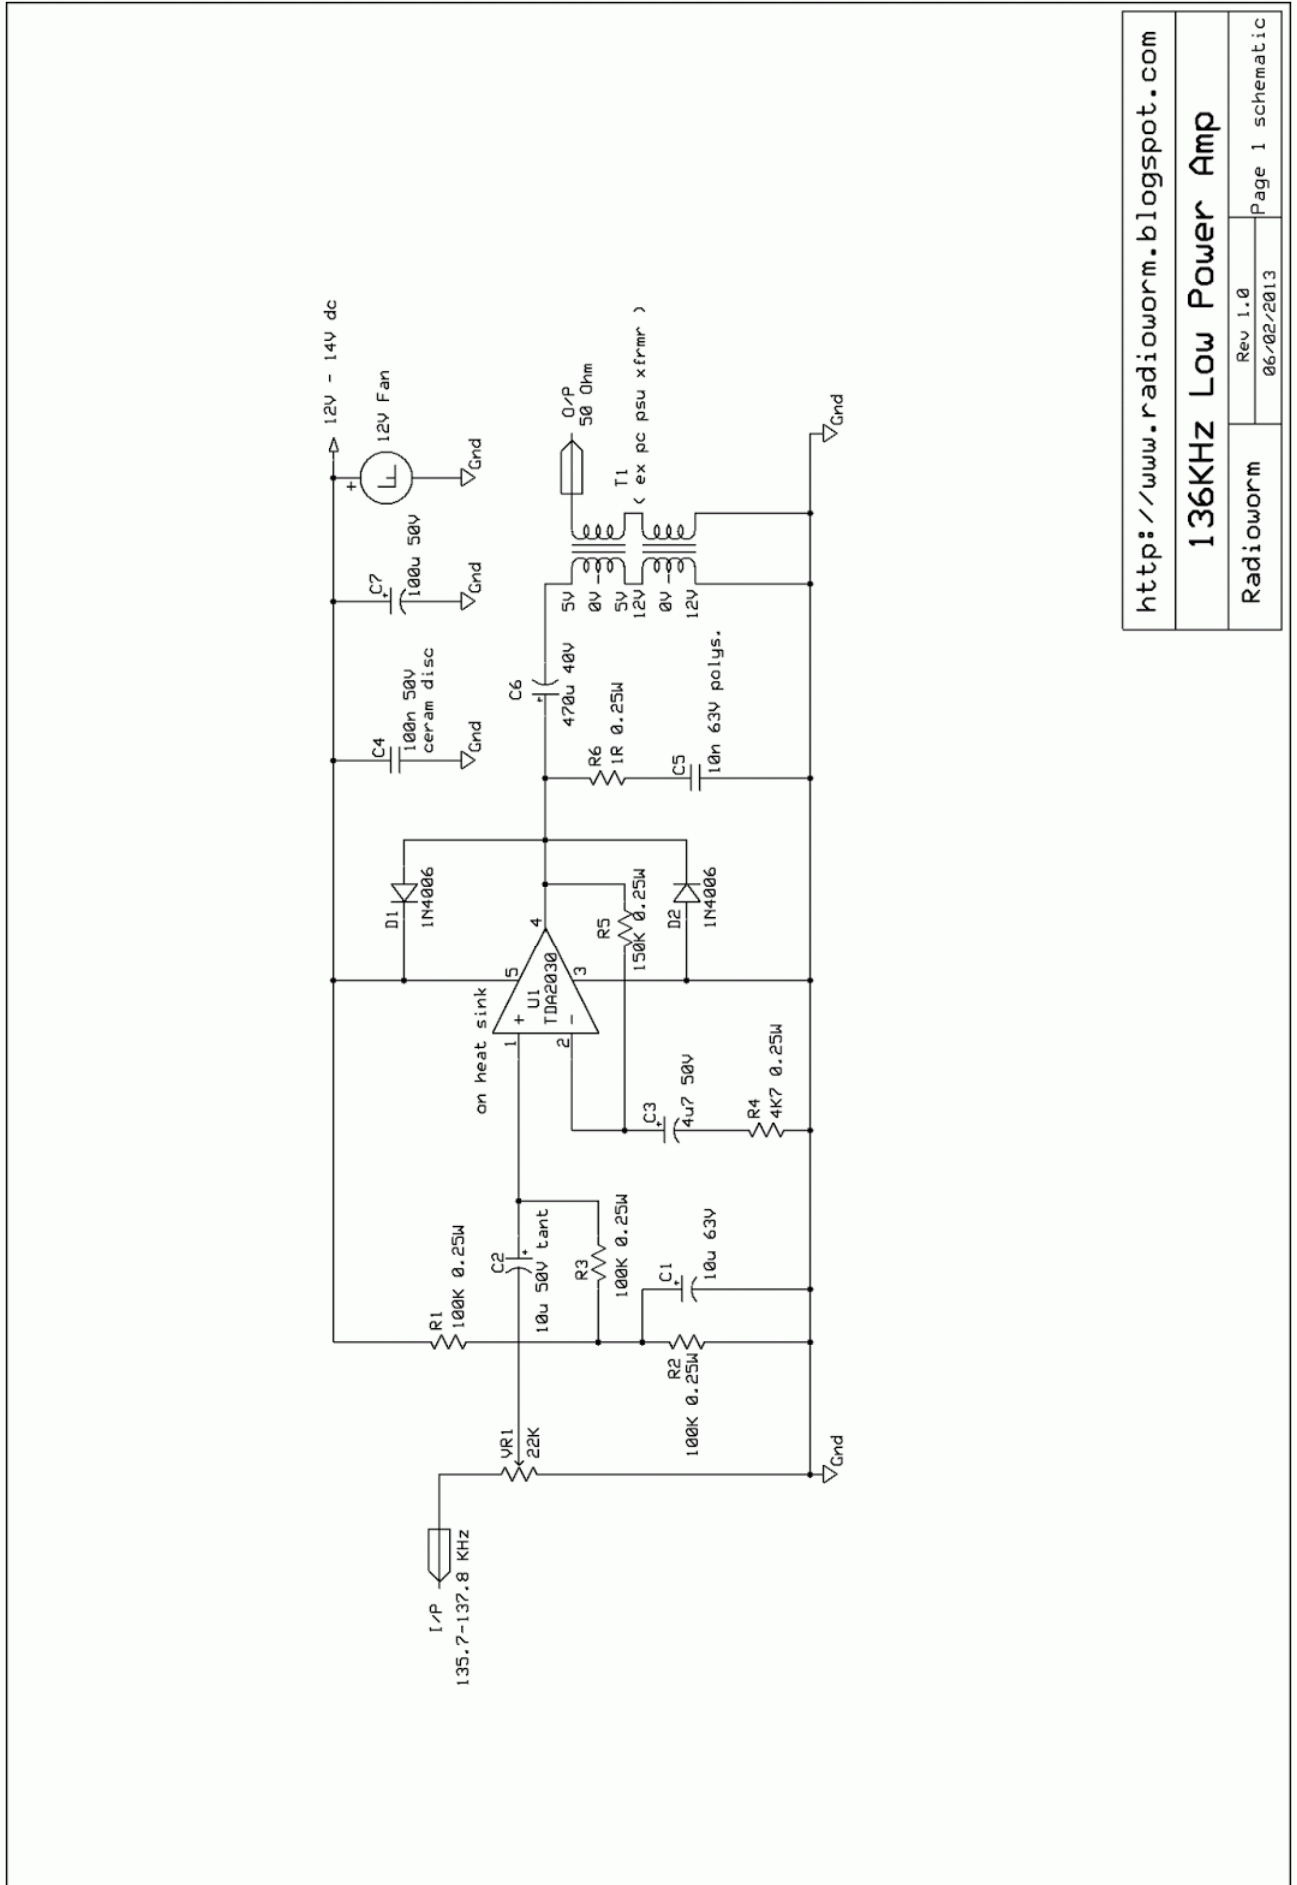 12V - 14V dc
12V Fan
+
F
Gnd
C7
100u 50V
Gnd
C4
100n 50V
ceram disc
Gnd
D1
1N4006
R1
100K 0.25W
I/P
135.7-137.8 KHz
VR1
22K
C2
10u 50V tant
on heat sink
1
2
+
-
U1
TDA2030
5
3
4
C6
470u 40V
O/P
50 Ohm
T1
( ex pc psu xfrmr )
5V
0V
5V
12V
0V
12V
R3
100K 0.25W
R5
150K 0.25W
R6
1R 0.25W
C5
10n 63V polys.
C1
10u 63V
R2
100K 0.25W
C3
4u7 50V
R4
4K7 0.25W
D2
1N4006
Gnd
Gnd
http://www.radioworm.blogspot.com
136KHz Low Power Amp
Radioworm
Rev 1.0
06/02/2013
Page 1 schematic